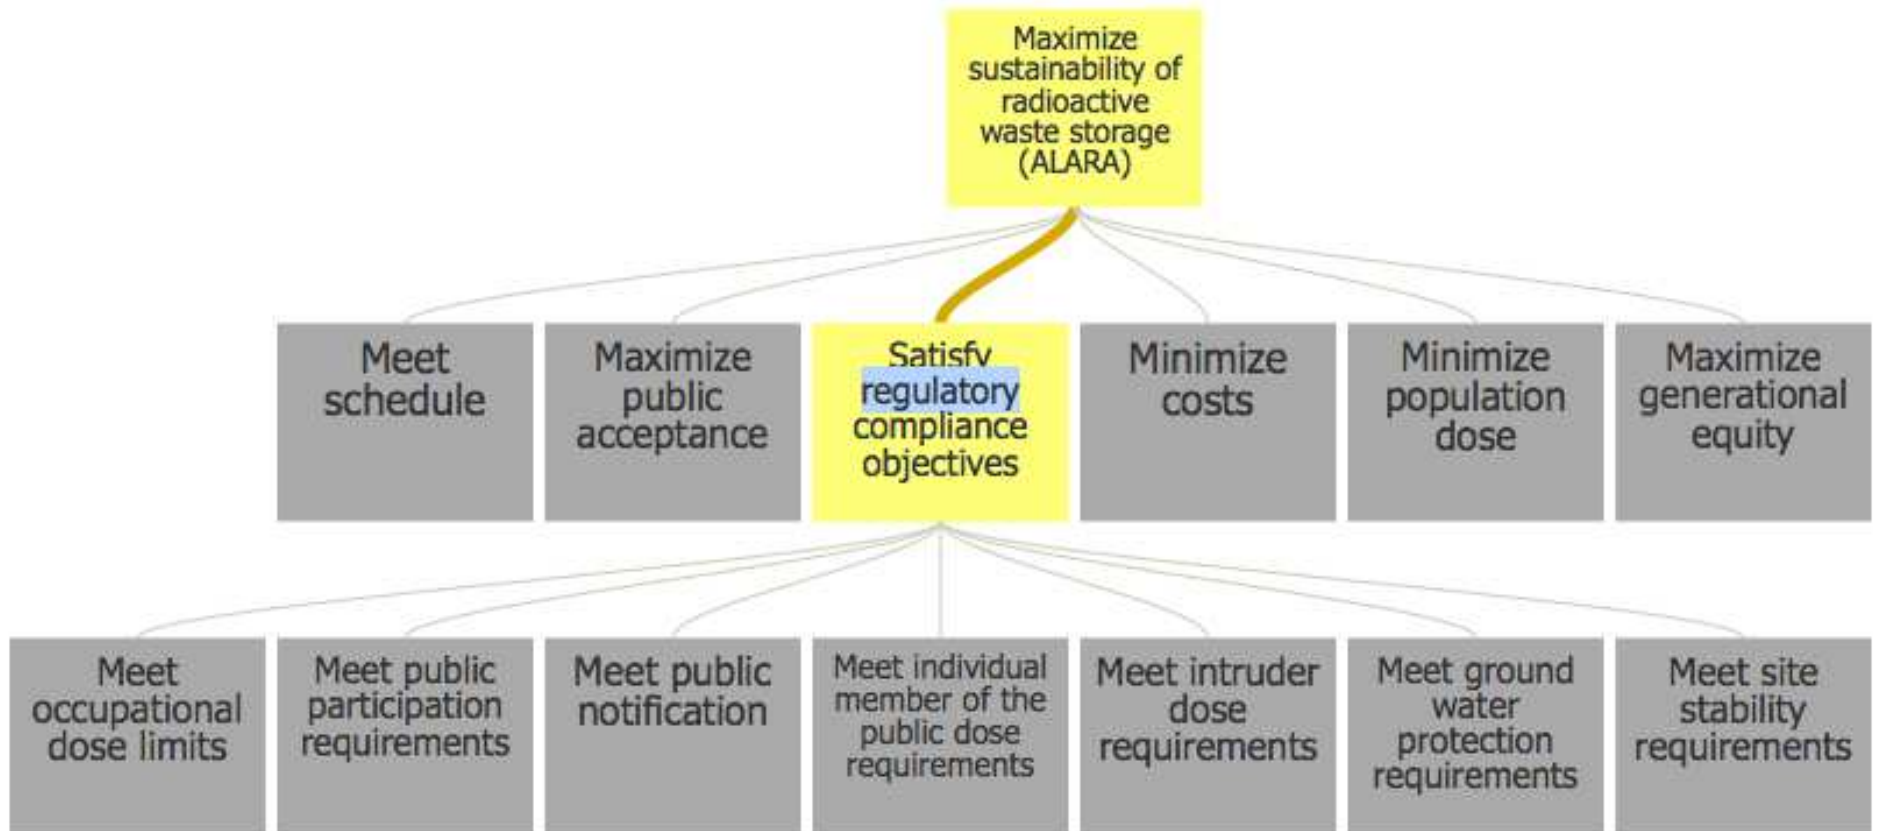 Maximize
sustainability of
radioactive
waste storage
(ALARA)
Meet
schedule
Maximize
public
acceptance
Satisfy
regulatory
compliance
objectives
Minimize
costs
Minimize
population
dose
Maximize
generational
equity
Meet
occupational
dose limits
Meet public
participation
requirements
Meet public
notification
Meet individual
member of the
public dose
requirements
Meet intruder
dose
requirements
Meet ground
water
protection
requirements
Meet site
stability
requirements